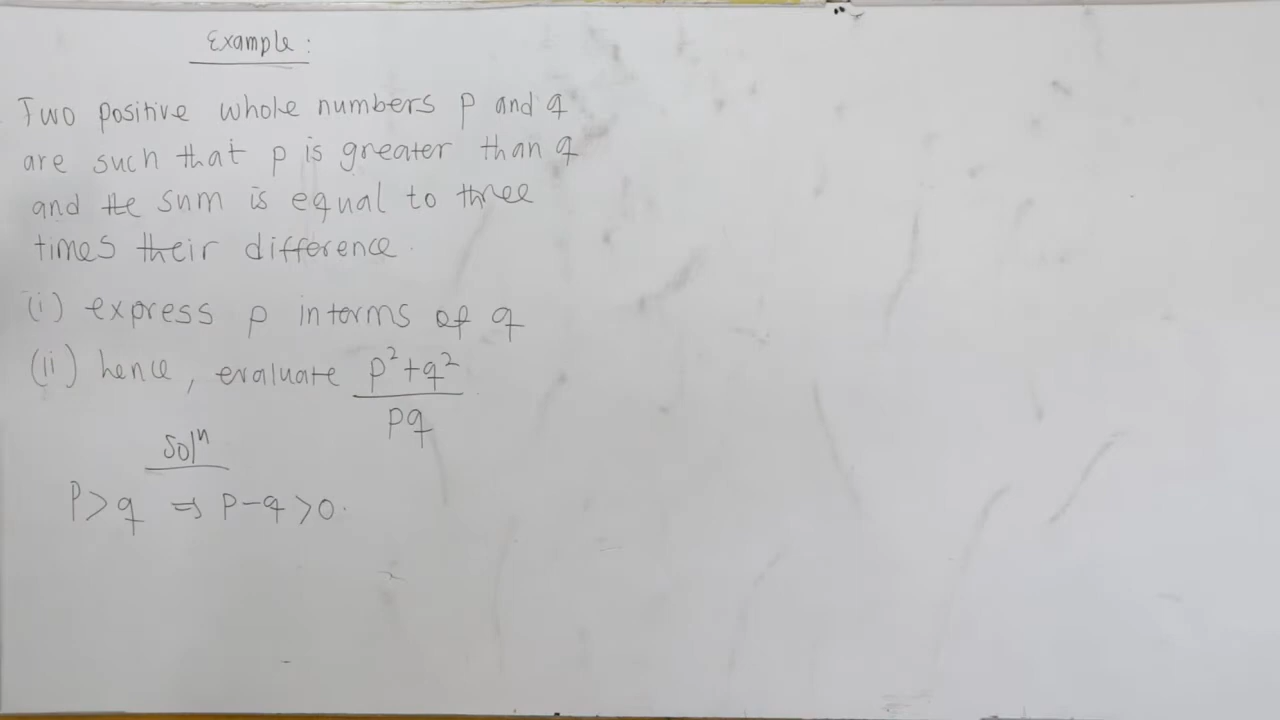 Example:
Two positive whole numbers p and q
are such that p is greater than q
and the sum is equal to three
times their difference.
(i) express p interms of q
(ii) hence, evaluate p²+q²
pq
Solⁿ
p>q ⇒ p-q>0.